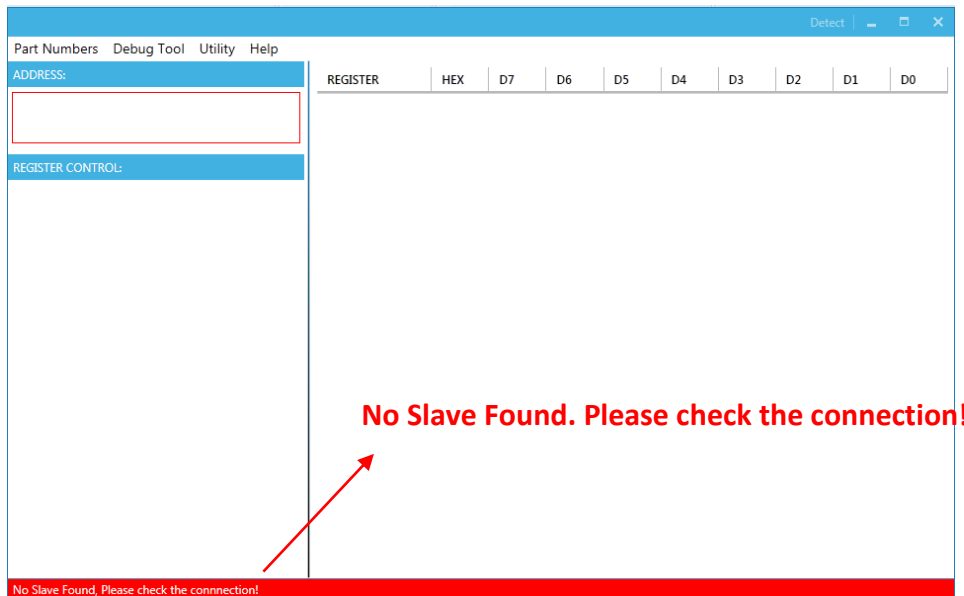 Detect
Part Numbers Debug Tool Utility Help
ADDRESS:
REGISTER HEX D7 D6 D5 D4 D3 D2 D1 D0
REGISTER CONTROL:
No Slave Found. Please check the connection!
No Slave Found, Please check the connnection!